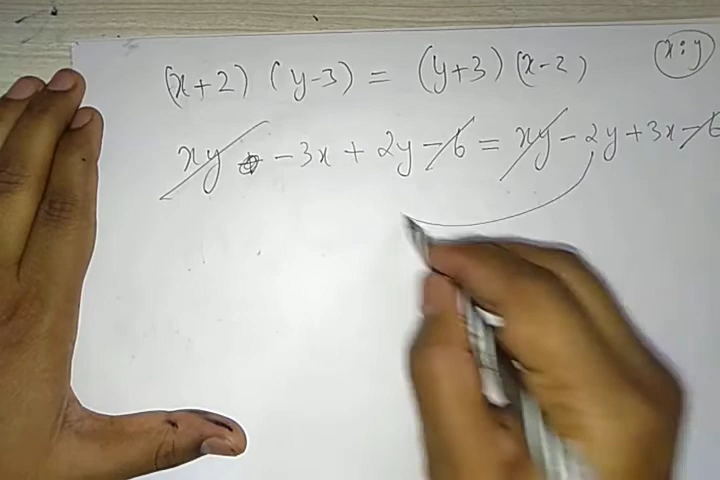 (x+2) (y-3) = (y+3) (x-2)
x:y
xy - 3x + 2y - 6 = xy - 2y + 3x - 6